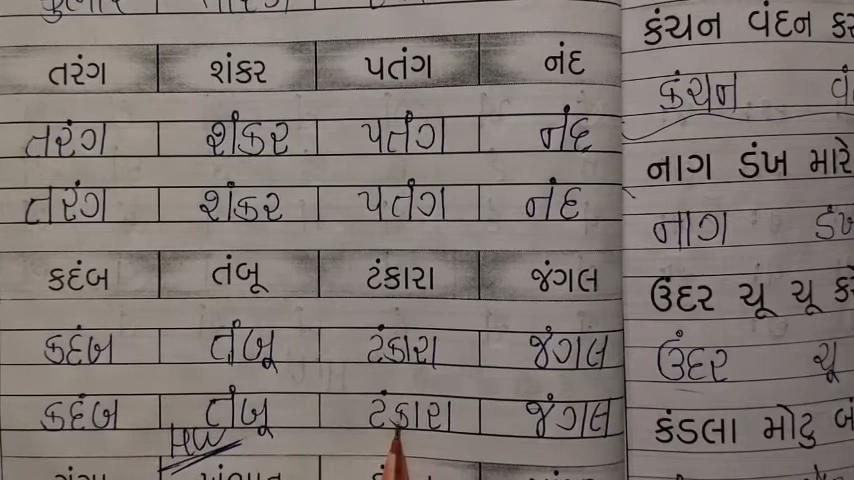 તરંગ શંકર પતંગ નંદ
તરંગ શંકર પતંગ નંદ
તરંગ શંકર પતંગ નંદ
કદંબ તંબૂ ટંકારા જંગલ
કદંબ તંબૂ ટંકારા જંગલ
કદંબ તંબૂ ટંકારા જંગલ
HW
કંચન વંદન
કંચન
નાગ ડંખ મારે
નાગ ડંખ
ઉંદર ચૂ ચૂ
ઉંદર ચૂ
કંડલા મોટુ